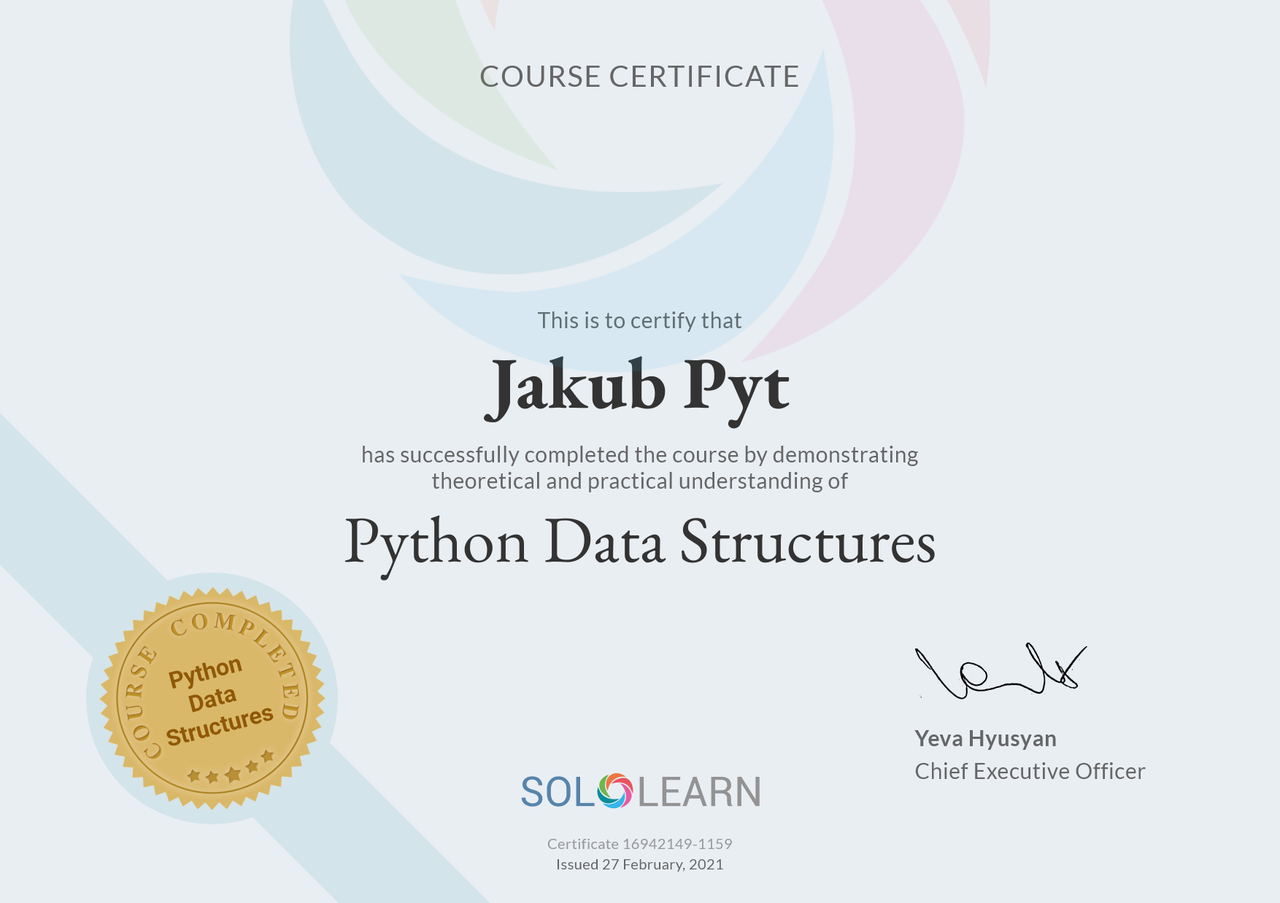 COURSE CERTIFICATE
This is to certify that
Jakub Pyt
has successfully completed the course by demonstrating
theoretical and practical understanding of
Python Data Structures
COURSE COMPLETED
Python
Data
Structures
Yeva Hyusyan
Chief Executive Officer
SOLOLEARN
Certificate 16942149-1159
Issued 27 February, 2021